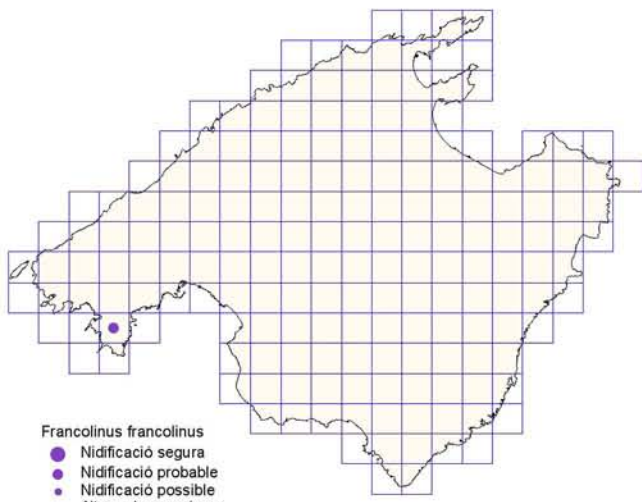 Francolinus francolinus
Nidificació segura
Nidificació probable
Nidificació possible